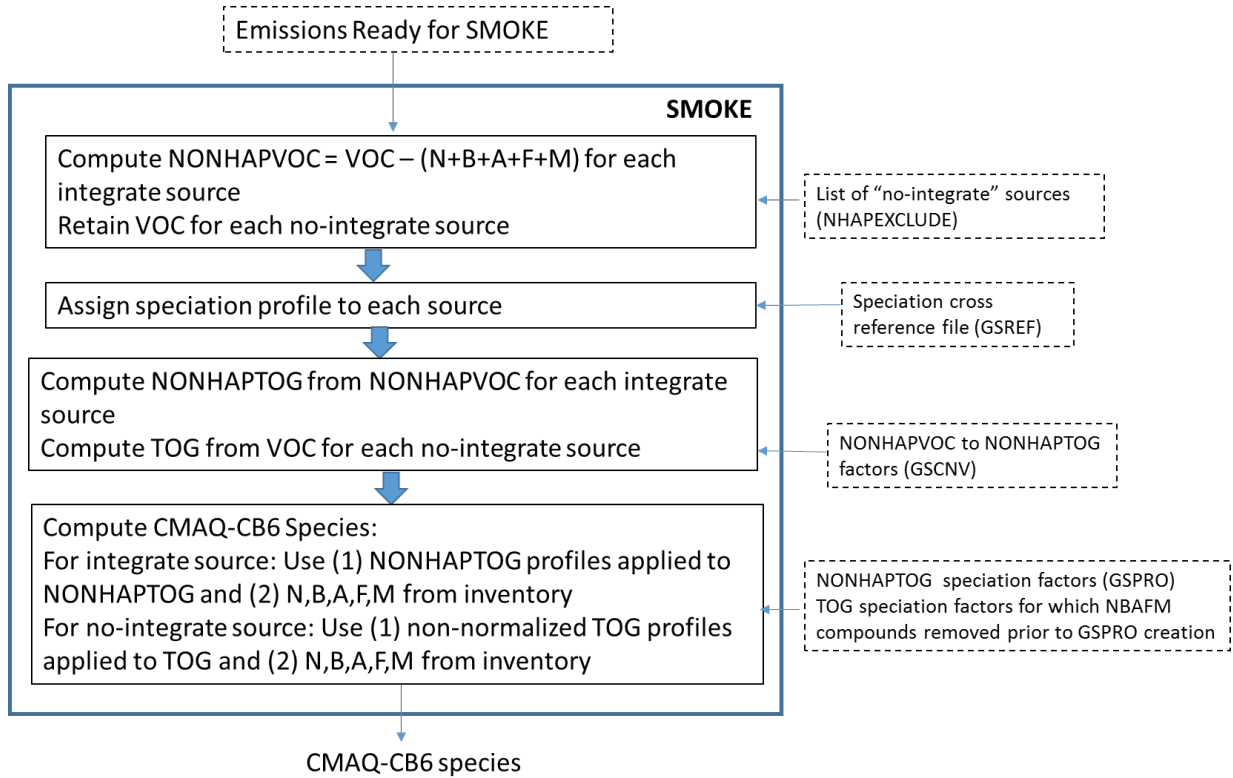 Emissions Ready for SMOKE
SMOKE
Compute NONHAPVOC = VOC – (N+B+A+F+M) for each
integrate source
Retain VOC for each no-integrate source
List of “no-integrate” sources
(NHAPEXCLUDE)
Assign speciation profile to each source
Speciation cross
reference file (GSREF)
Compute NONHAPTOG from NONHAPVOC for each integrate
source
Compute TOG from VOC for each no-integrate source
NONHAPVOC to NONHAPTOG
factors (GSCNV)
Compute CMAQ-CB6 Species:
For integrate source: Use (1) NONHAPTOG profiles applied to
NONHAPTOG and (2) N,B,A,F,M from inventory
For no-integrate source: Use (1) non-normalized TOG profiles
applied to TOG and (2) N,B,A,F,M from inventory
NONHAPTOG speciation factors (GSPRO)
TOG speciation factors for which NBAFM
compounds removed prior to GSPRO creation
CMAQ-CB6 species